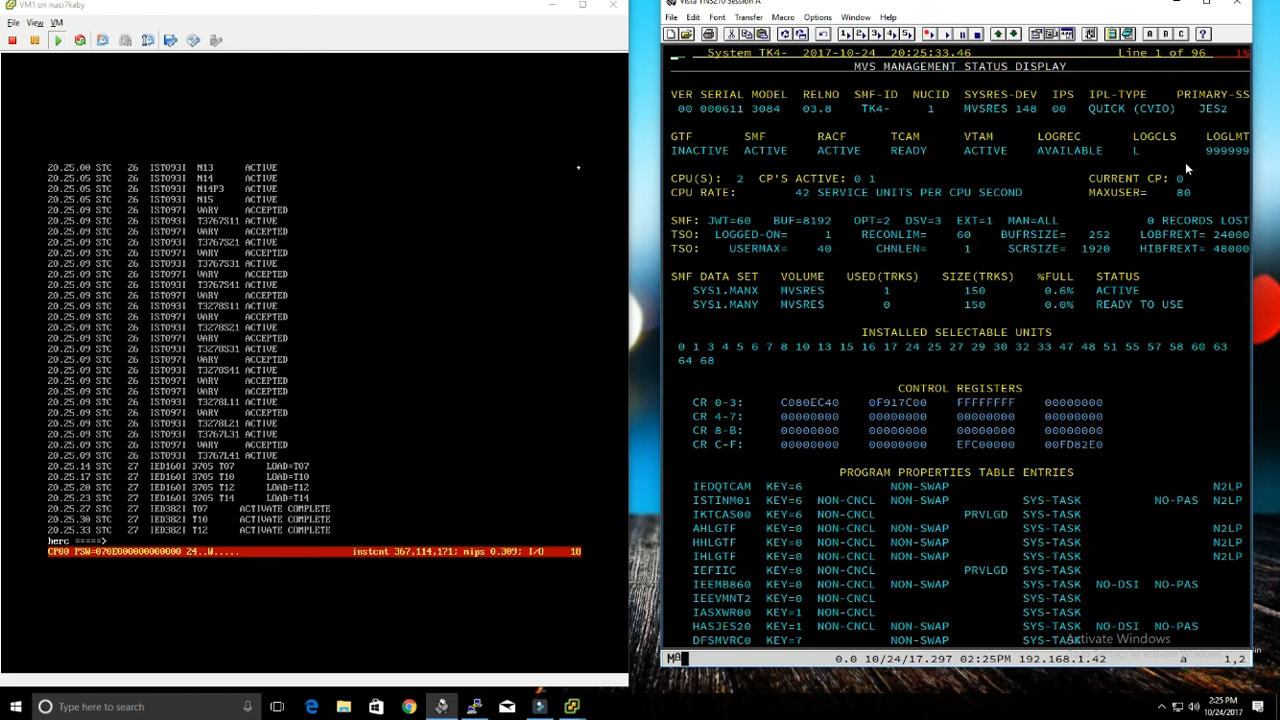 VM1 on nuci7kaby
File View VM
20.25.00 STC 26 IST093I N13 ACTIVE
20.25.05 STC 26 IST093I N14 ACTIVE
20.25.05 STC 26 IST093I N14P3 ACTIVE
20.25.05 STC 26 IST093I N15 ACTIVE
20.25.09 STC 26 IST097I VARY ACCEPTED
20.25.09 STC 26 IST093I T3767S11 ACTIVE
20.25.09 STC 26 IST097I VARY ACCEPTED
20.25.09 STC 26 IST093I T3767S21 ACTIVE
20.25.09 STC 26 IST097I VARY ACCEPTED
20.25.09 STC 26 IST093I T3767S31 ACTIVE
20.25.09 STC 26 IST097I VARY ACCEPTED
20.25.09 STC 26 IST093I T3767S41 ACTIVE
20.25.09 STC 26 IST097I VARY ACCEPTED
20.25.09 STC 26 IST093I T3278S11 ACTIVE
20.25.09 STC 26 IST097I VARY ACCEPTED
20.25.09 STC 26 IST093I T3278S21 ACTIVE
20.25.09 STC 26 IST097I VARY ACCEPTED
20.25.09 STC 26 IST093I T3278S31 ACTIVE
20.25.09 STC 26 IST097I VARY ACCEPTED
20.25.09 STC 26 IST093I T3278S41 ACTIVE
20.25.09 STC 26 IST097I VARY ACCEPTED
20.25.09 STC 26 IST097I VARY ACCEPTED
20.25.09 STC 26 IST093I T3278L11 ACTIVE
20.25.09 STC 26 IST097I VARY ACCEPTED
20.25.09 STC 26 IST093I T3278L21 ACTIVE
20.25.09 STC 26 IST093I T3767L31 ACTIVE
20.25.09 STC 26 IST097I VARY ACCEPTED
20.25.09 STC 26 IST093I T3767L41 ACTIVE
20.25.14 STC 27 IED160I 3705 T07 LOAD=T07
20.25.17 STC 27 IED160I 3705 T10 LOAD=T10
20.25.20 STC 27 IED160I 3705 T12 LOAD=T12
20.25.23 STC 27 IED160I 3705 T14 LOAD=T14
20.25.27 STC 27 IED382I T07 ACTIVATE COMPLETE
20.25.30 STC 27 IED382I T10 ACTIVATE COMPLETE
20.25.33 STC 27 IED382I T12 ACTIVATE COMPLETE
herc =====>
CP00 PSW=070E000000000000 24..W..... instcnt 367,114,171; mips 0.309; I/O 18
Vista TN3270 Session A
File Edit Font Transfer Macro Options Window Help
System TK4- 2017-10-24 20:25:33.46 Line 1 of 96 1%
MVS MANAGEMENT STATUS DISPLAY
VER SERIAL MODEL RELNO SMF-ID NUCID SYSRES-DEV IPS IPL-TYPE PRIMARY-SS
00 000611 3084 03.8 TK4- 1 MVSRES 148 00 QUICK (CVIO) JES2
GTF SMF RACF TCAM VTAM LOGREC LOGCLS LOGLMT
INACTIVE ACTIVE ACTIVE READY ACTIVE AVAILABLE L 999999
CPU(S): 2 CP'S ACTIVE: 0 1 CURRENT CP: 0
CPU RATE: 42 SERVICE UNITS PER CPU SECOND MAXUSER= 80
SMF: JWT=60 BUF=8192 OPT=2 DSV=3 EXT=1 MAN=ALL 0 RECORDS LOST
TSO: LOGGED-ON= 1 RECONLIM= 60 BUFRSIZE= 252 LOBFREXT= 24000
TSO: USERMAX= 40 CHNLEN= 1 SCRSIZE= 1920 HIBFREXT= 48000
SMF DATA SET VOLUME USED(TRKS) SIZE(TRKS) %FULL STATUS
SYS1.MANX MVSRES 1 150 0.6% ACTIVE
SYS1.MANY MVSRES 0 150 0.0% READY TO USE
INSTALLED SELECTABLE UNITS
0 1 3 4 5 6 7 8 10 13 15 16 17 24 25 27 29 30 32 33 47 48 51 55 57 58 60 63
64 68
CONTROL REGISTERS
CR 0-3: C080EC40 0F917C00 FFFFFFFF 00000000
CR 4-7: 00000000 00000000 00000000 00000000
CR 8-B: 00000000 00000000 00000000 00000000
CR C-F: 00000000 00000000 EFC00000 00FD82E0
PROGRAM PROPERTIES TABLE ENTRIES
IEDQTCAM KEY=6 NON-SWAP N2LP
ISTINM01 KEY=6 NON-CNCL NON-SWAP SYS-TASK NO-PAS N2LP
IKTCAS00 KEY=6 NON-CNCL PRVLGD SYS-TASK
AHLGTF KEY=0 NON-CNCL NON-SWAP SYS-TASK N2LP
HHLGTF KEY=0 NON-CNCL NON-SWAP SYS-TASK N2LP
IHLGTF KEY=0 NON-CNCL NON-SWAP SYS-TASK N2LP
IEFIIC KEY=0 NON-CNCL PRVLGD SYS-TASK
IEEMB860 KEY=0 NON-CNCL NON-SWAP SYS-TASK NO-DSI NO-PAS
IEEVMNT2 KEY=0 NON-CNCL SYS-TASK
IASXWR00 KEY=1 NON-CNCL SYS-TASK
HASJES20 KEY=1 NON-CNCL NON-SWAP SYS-TASK NO-DSI NO-PAS
DFSMVRC0 KEY=7 NON-SWAP SYS-TASK N2LP
Activate Windows
0.0 10/24/17.297 02:25PM 192.168.1.42 a 1,2
Type here to search
2:25 PM
10/24/2017